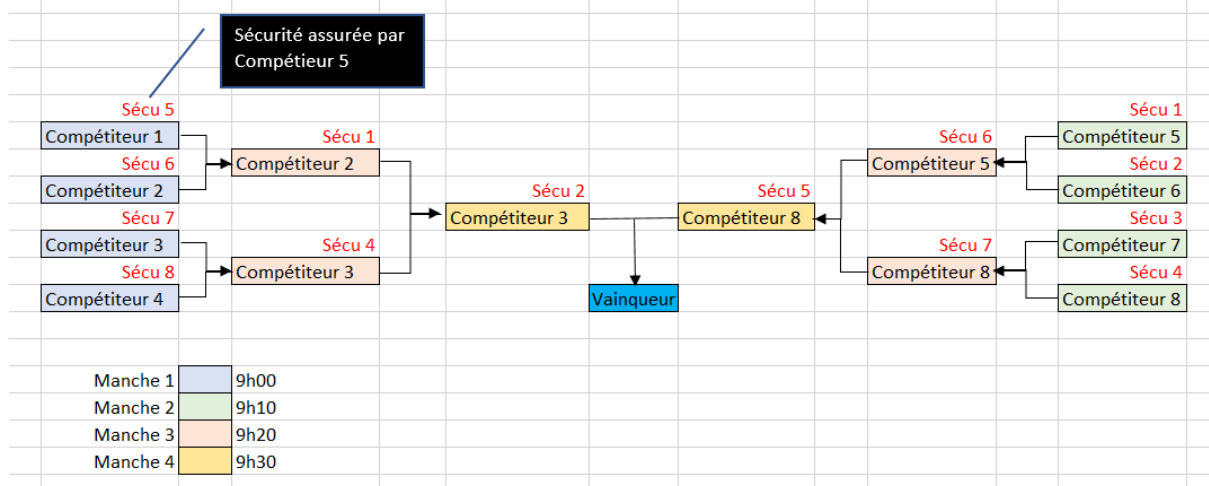 Sécurité assurée par
Compétieur 5
Sécu 5 Sécu 1
Compétiteur 1 Sécu 1 Sécu 6 Compétiteur 5
Sécu 6 Compétiteur 2 Compétiteur 5 Sécu 2
Compétiteur 2 Sécu 2 Sécu 5 Compétiteur 6
Sécu 7 Compétiteur 3 Compétiteur 8 Sécu 3
Compétiteur 3 Sécu 4 Sécu 7 Compétiteur 7
Sécu 8 Compétiteur 3 Compétiteur 8 Sécu 4
Compétiteur 4 Vainqueur Compétiteur 8
Manche 1 9h00
Manche 2 9h10
Manche 3 9h20
Manche 4 9h30